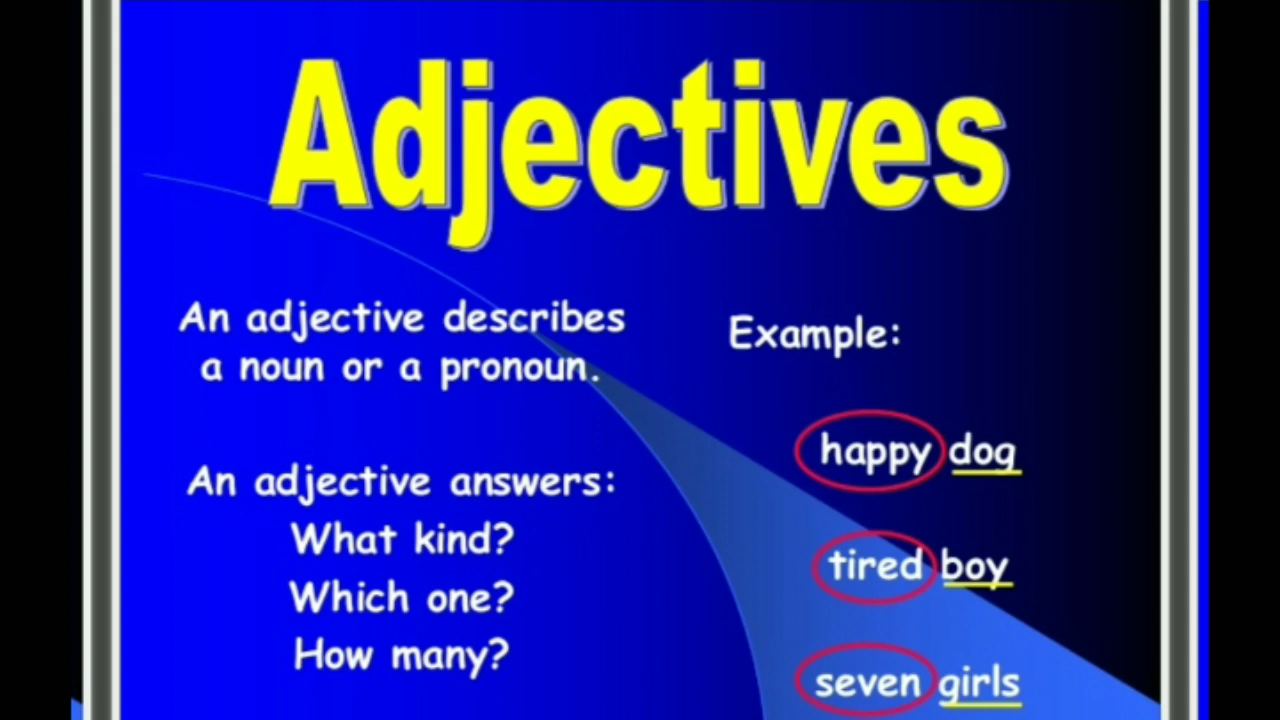 Adjectives
An adjective describes
a noun or a pronoun.
An adjective answers:
What kind?
Which one?
How many?
Example:
happy dog
tired boy
seven girls